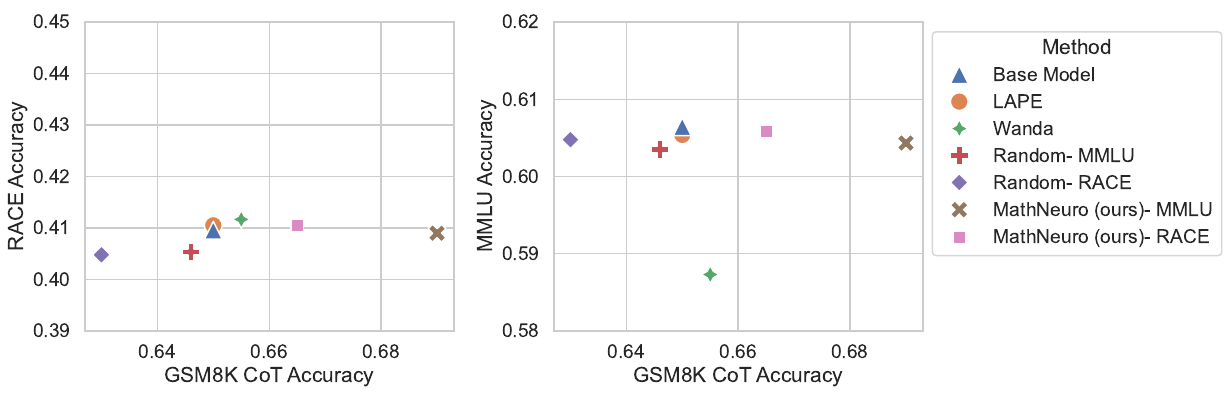 0.45
0.44
0.43
0.42
0.41
0.40
0.39
RACE Accuracy
0.64 0.66 0.68
GSM8K CoT Accuracy
0.62
0.61
0.60
0.59
0.58
MMLU Accuracy
0.64 0.66 0.68
GSM8K CoT Accuracy
Method
Base Model
LAPE
Wanda
Random- MMLU
Random- RACE
MathNeuro (ours)- MMLU
MathNeuro (ours)- RACE